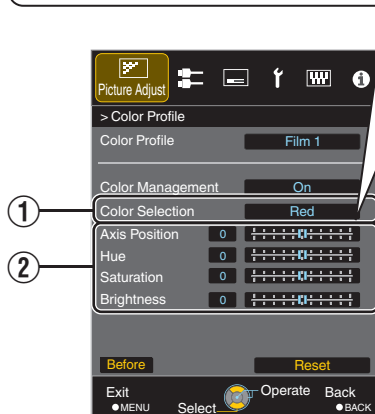 Picture Adjust
> Color Profile
Color Profile Film 1
Color Management On
① Color Selection Red
② Axis Position 0
Hue 0
Saturation 0
Brightness 0
Before Reset
Exit Operate Back
●MENU Select ●BACK